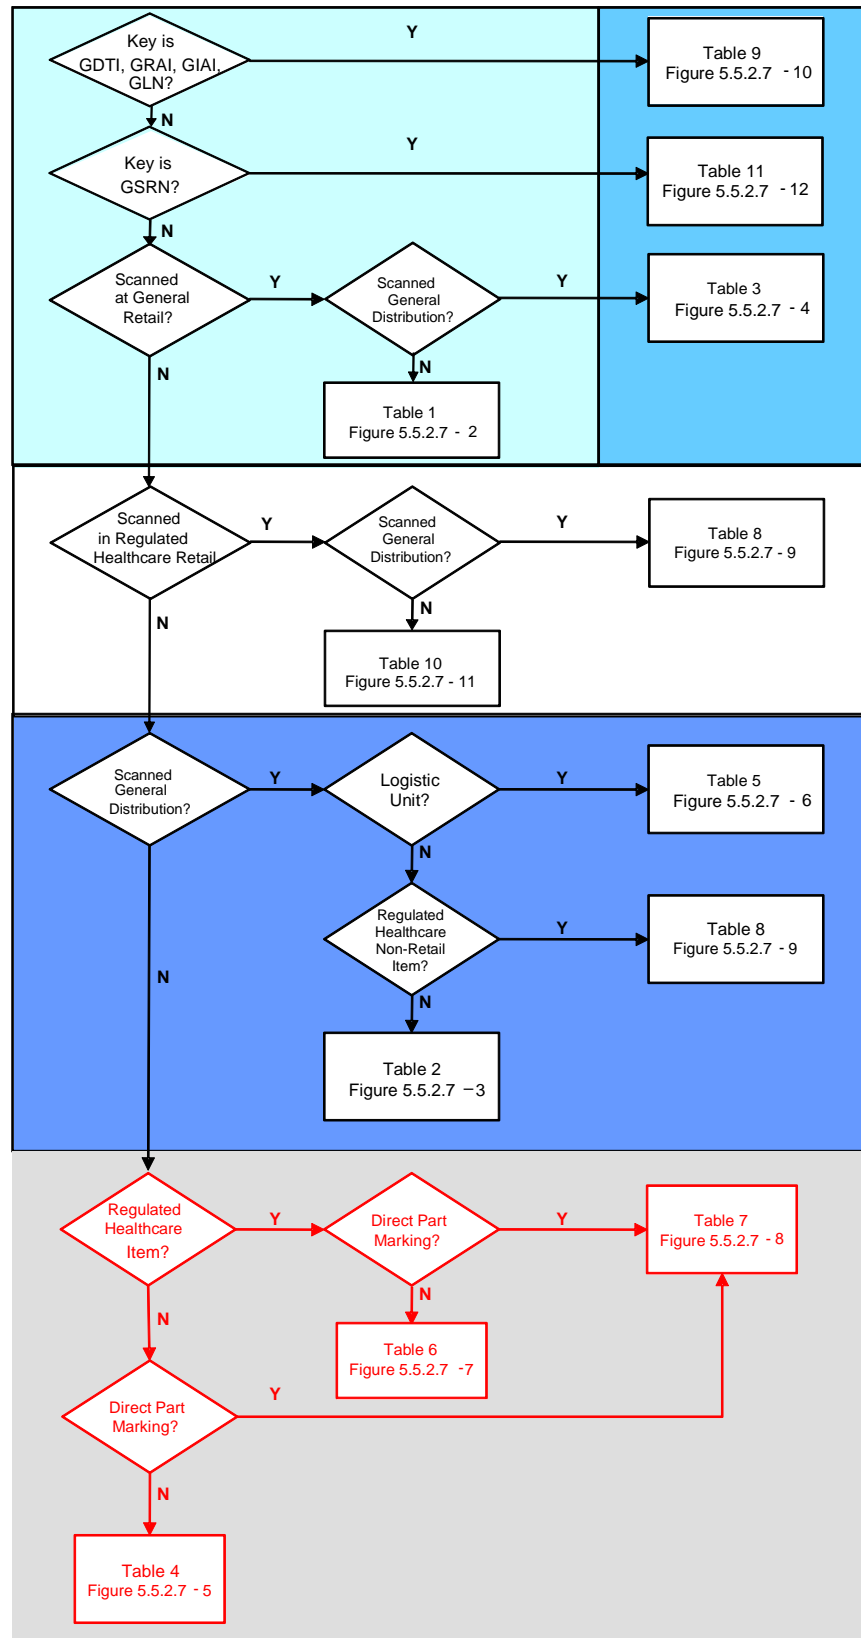 Key is
GDTI, GRAI, GIAI,
GLN?
Y
Table 9
Figure 5.5.2.7 - 10
N
Key is
GSRN?
Y
Table 11
Figure 5.5.2.7 - 12
N
Scanned
at General
Retail?
Y
Scanned
General
Distribution?
Y
Table 3
Figure 5.5.2.7 - 4
N
N
Table 1
Figure 5.5.2.7 - 2
Scanned
in Regulated
Healthcare Retail
Y
Scanned
General
Distribution?
Y
Table 8
Figure 5.5.2.7 - 9
N
N
Table 10
Figure 5.5.2.7 - 11
Scanned
General
Distribution?
Y
Logistic
Unit?
Y
Table 5
Figure 5.5.2.7 - 6
N
N
Regulated
Healthcare
Non-Retail
Item?
Y
Table 8
Figure 5.5.2.7 - 9
N
Table 2
Figure 5.5.2.7 –3
Regulated
Healthcare
Item?
Y
Direct Part
Marking?
Y
Table 7
Figure 5.5.2.7 - 8
N
N
Table 6
Figure 5.5.2.7 -7
Direct Part
Marking?
Y
N
Table 4
Figure 5.5.2.7 - 5